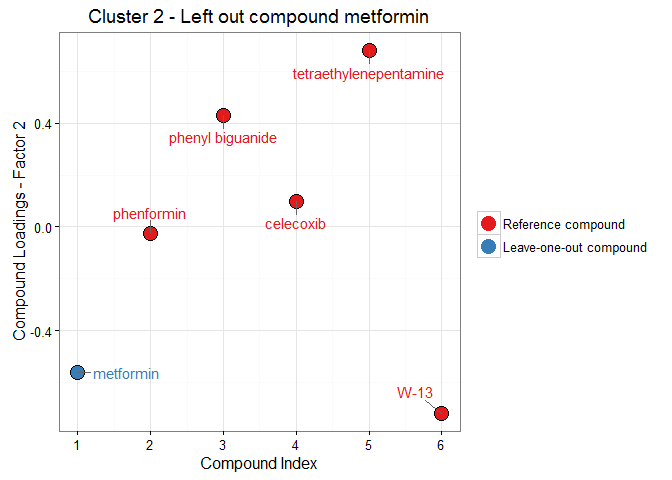 Cluster 2 - Left out compound metformin
tetraethylenepentamine
phenyl biguanide
phenformin
celecoxib
metformin
W-13
0.4
0.0
-0.4
Compound Loadings - Factor 2
1 2 3 4 5 6
Compound Index
Reference compound
Leave-one-out compound